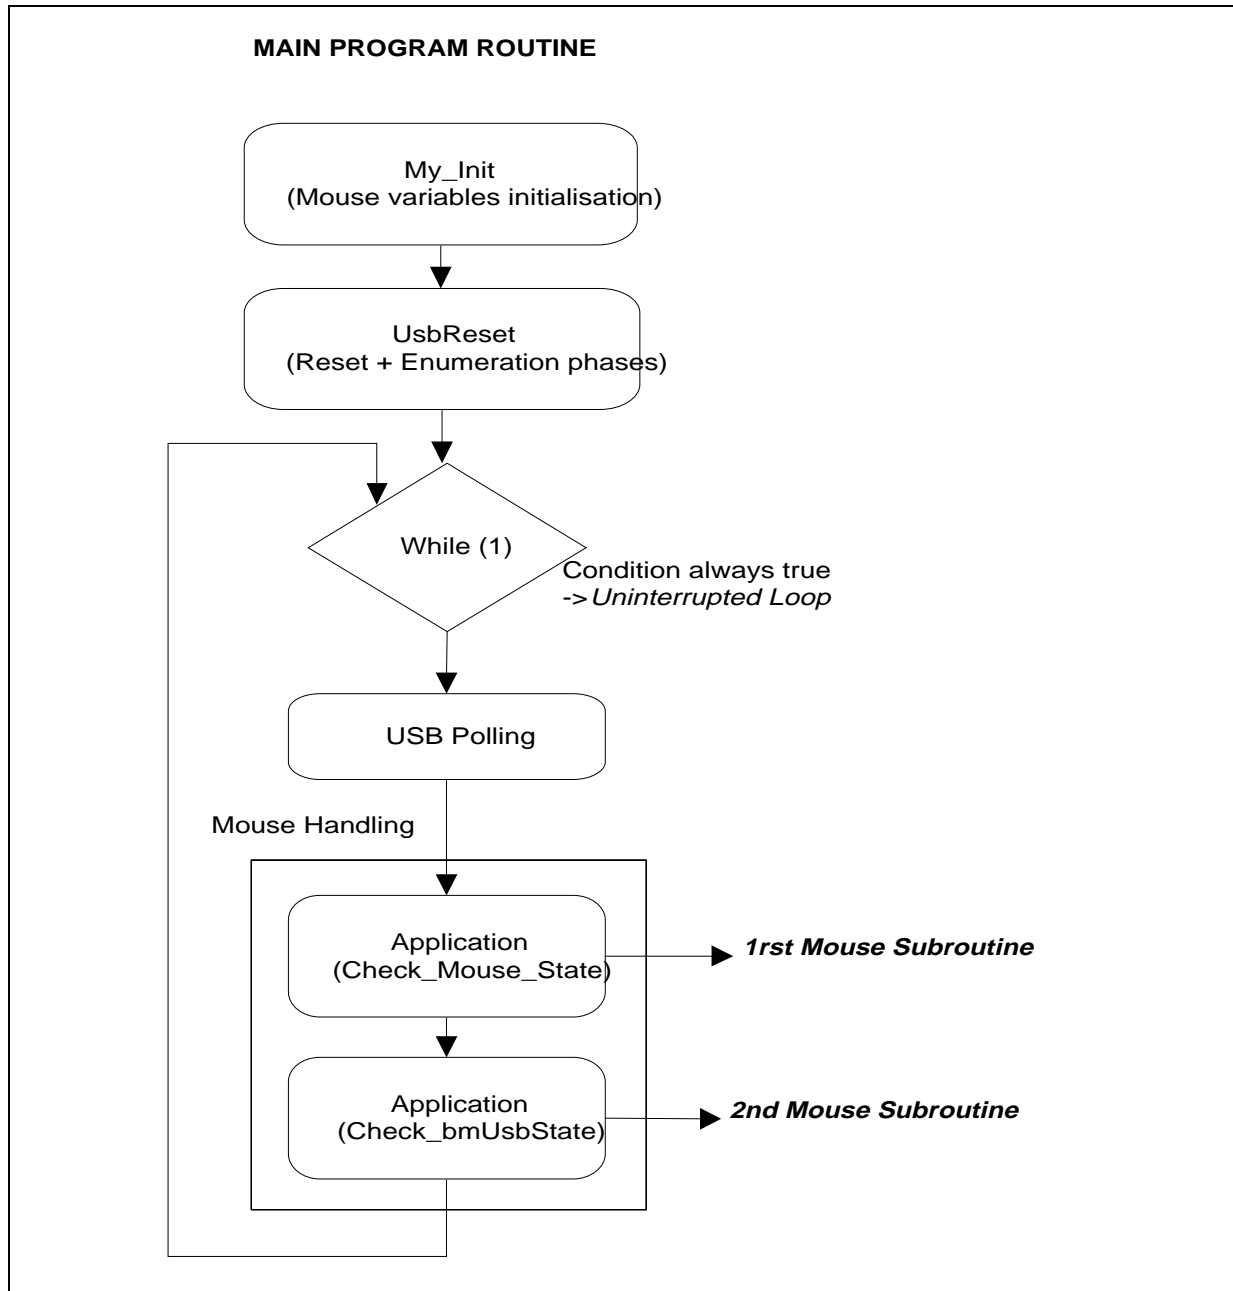 MAIN PROGRAM ROUTINE
My_Init
(Mouse variables initialisation)
UsbReset
(Reset + Enumeration phases)
While (1)
Condition always true
->Uninterrupted Loop
USB Polling
Mouse Handling
Application
(Check_Mouse_State)
1rst Mouse Subroutine
Application
(Check_bmUsbState)
2nd Mouse Subroutine